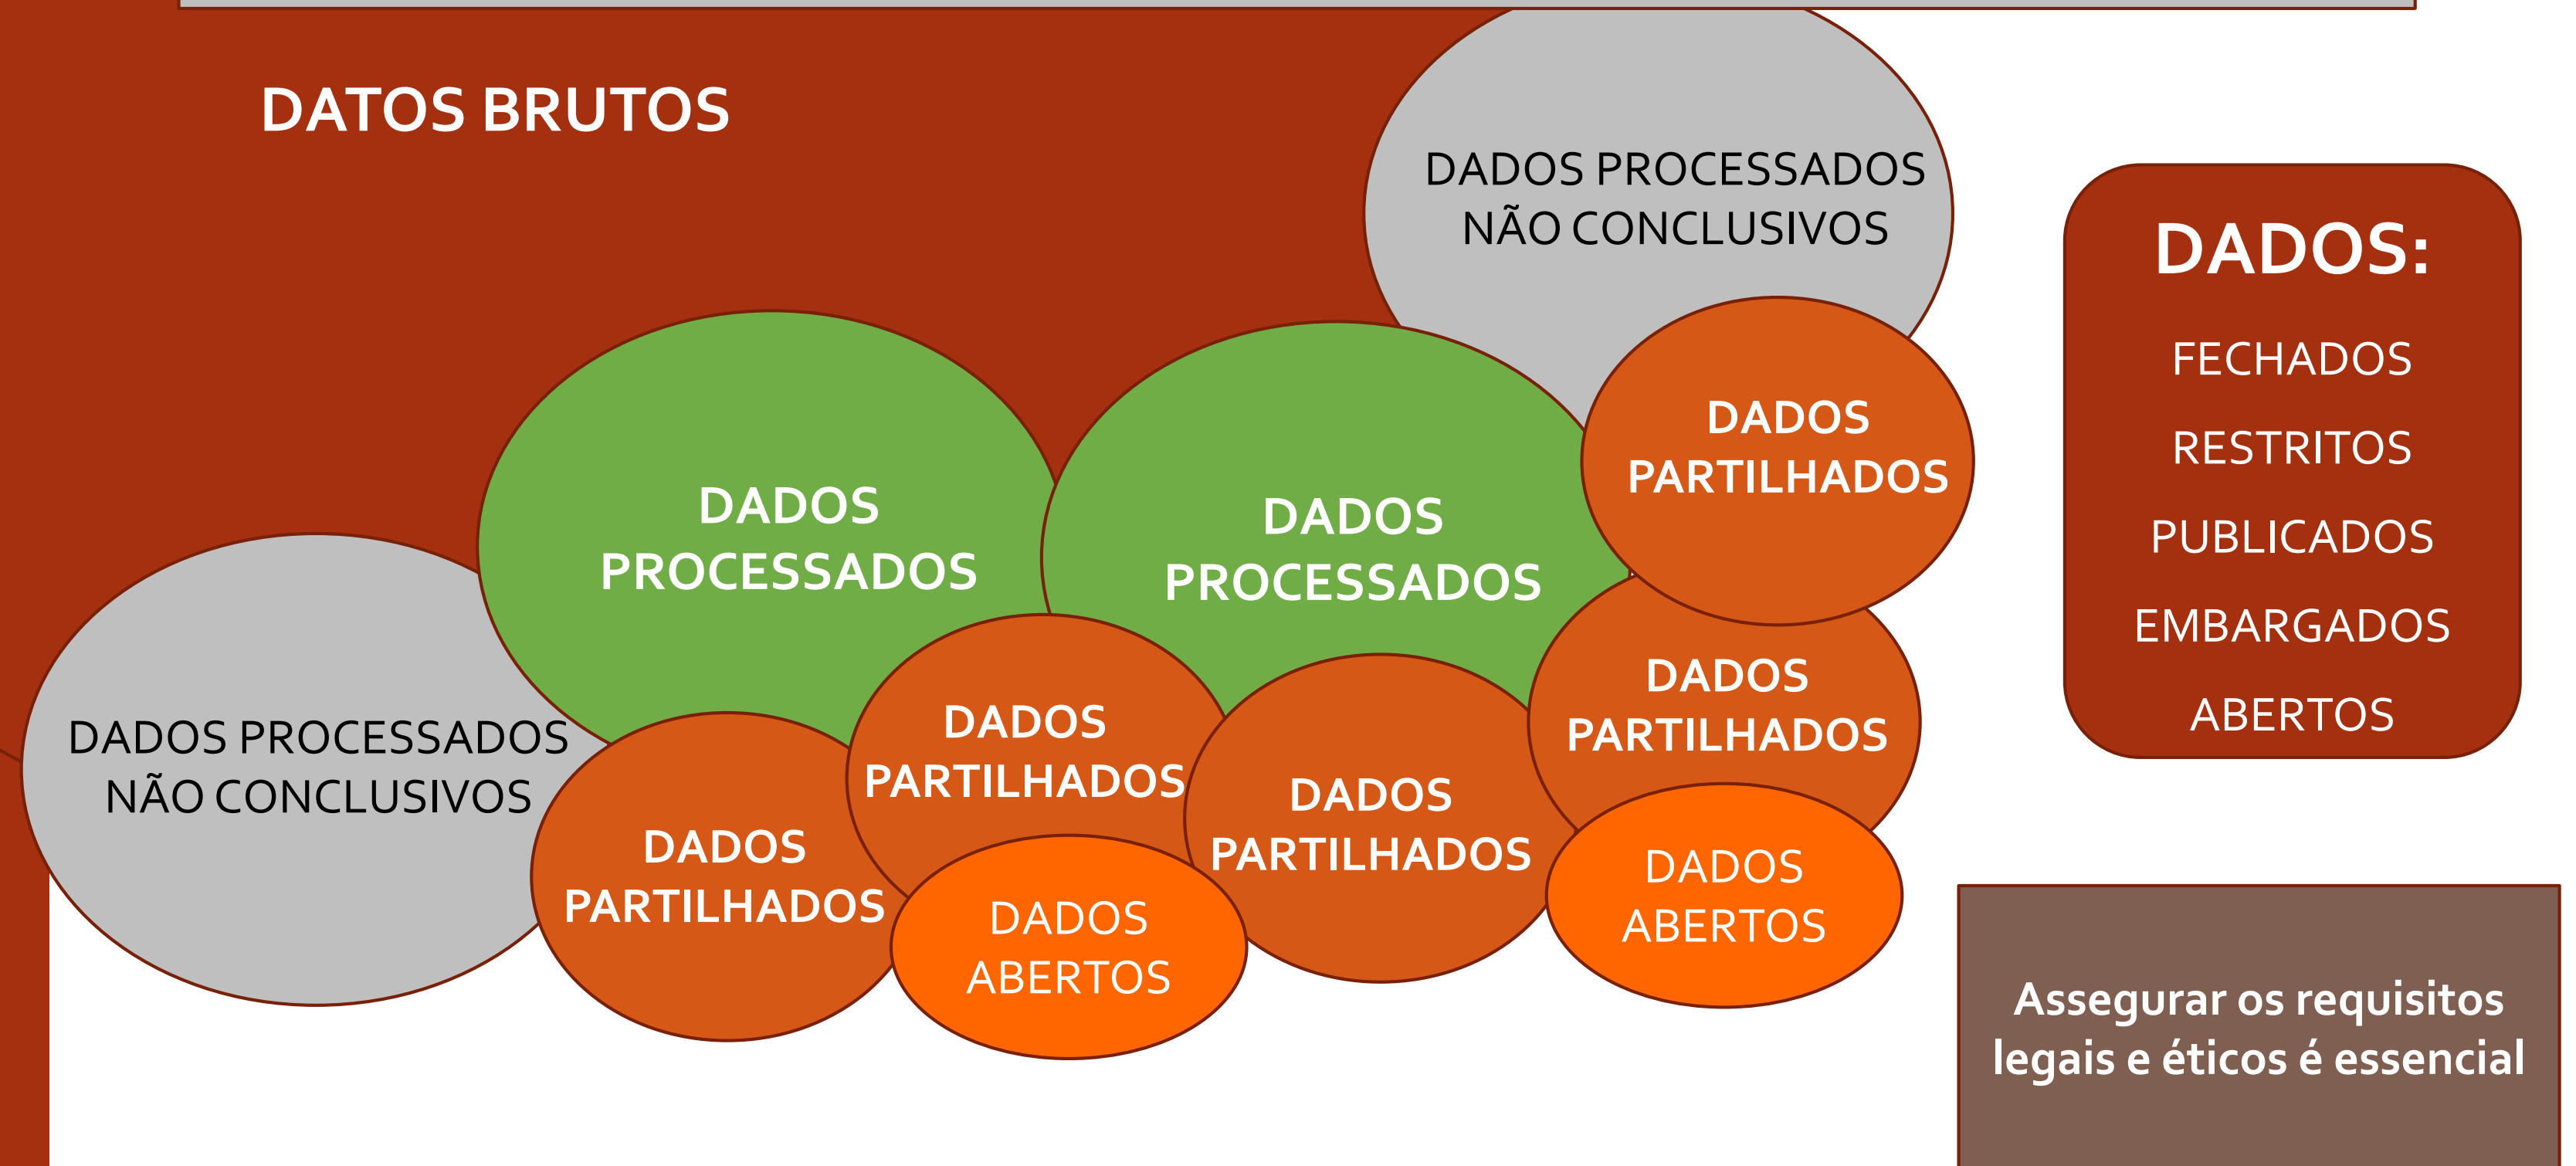 DATOS BRUTOS
DADOS PROCESSADOS
NÃO CONCLUSIVOS
DADOS
PARTILHADOS
DADOS
PROCESSADOS
DADOS
PROCESSADOS
DADOS PROCESSADOS
NÃO CONCLUSIVOS
DADOS
PARTILHADOS
DADOS
PARTILHADOS
DADOS
PARTILHADOS
DADOS
PARTILHADOS
DADOS
ABERTOS
DADOS
ABERTOS
DADOS:
FECHADOS
RESTRITOS
PUBLICADOS
EMBARGADOS
ABERTOS
Assegurar os requisitos
legais e éticos é essencial